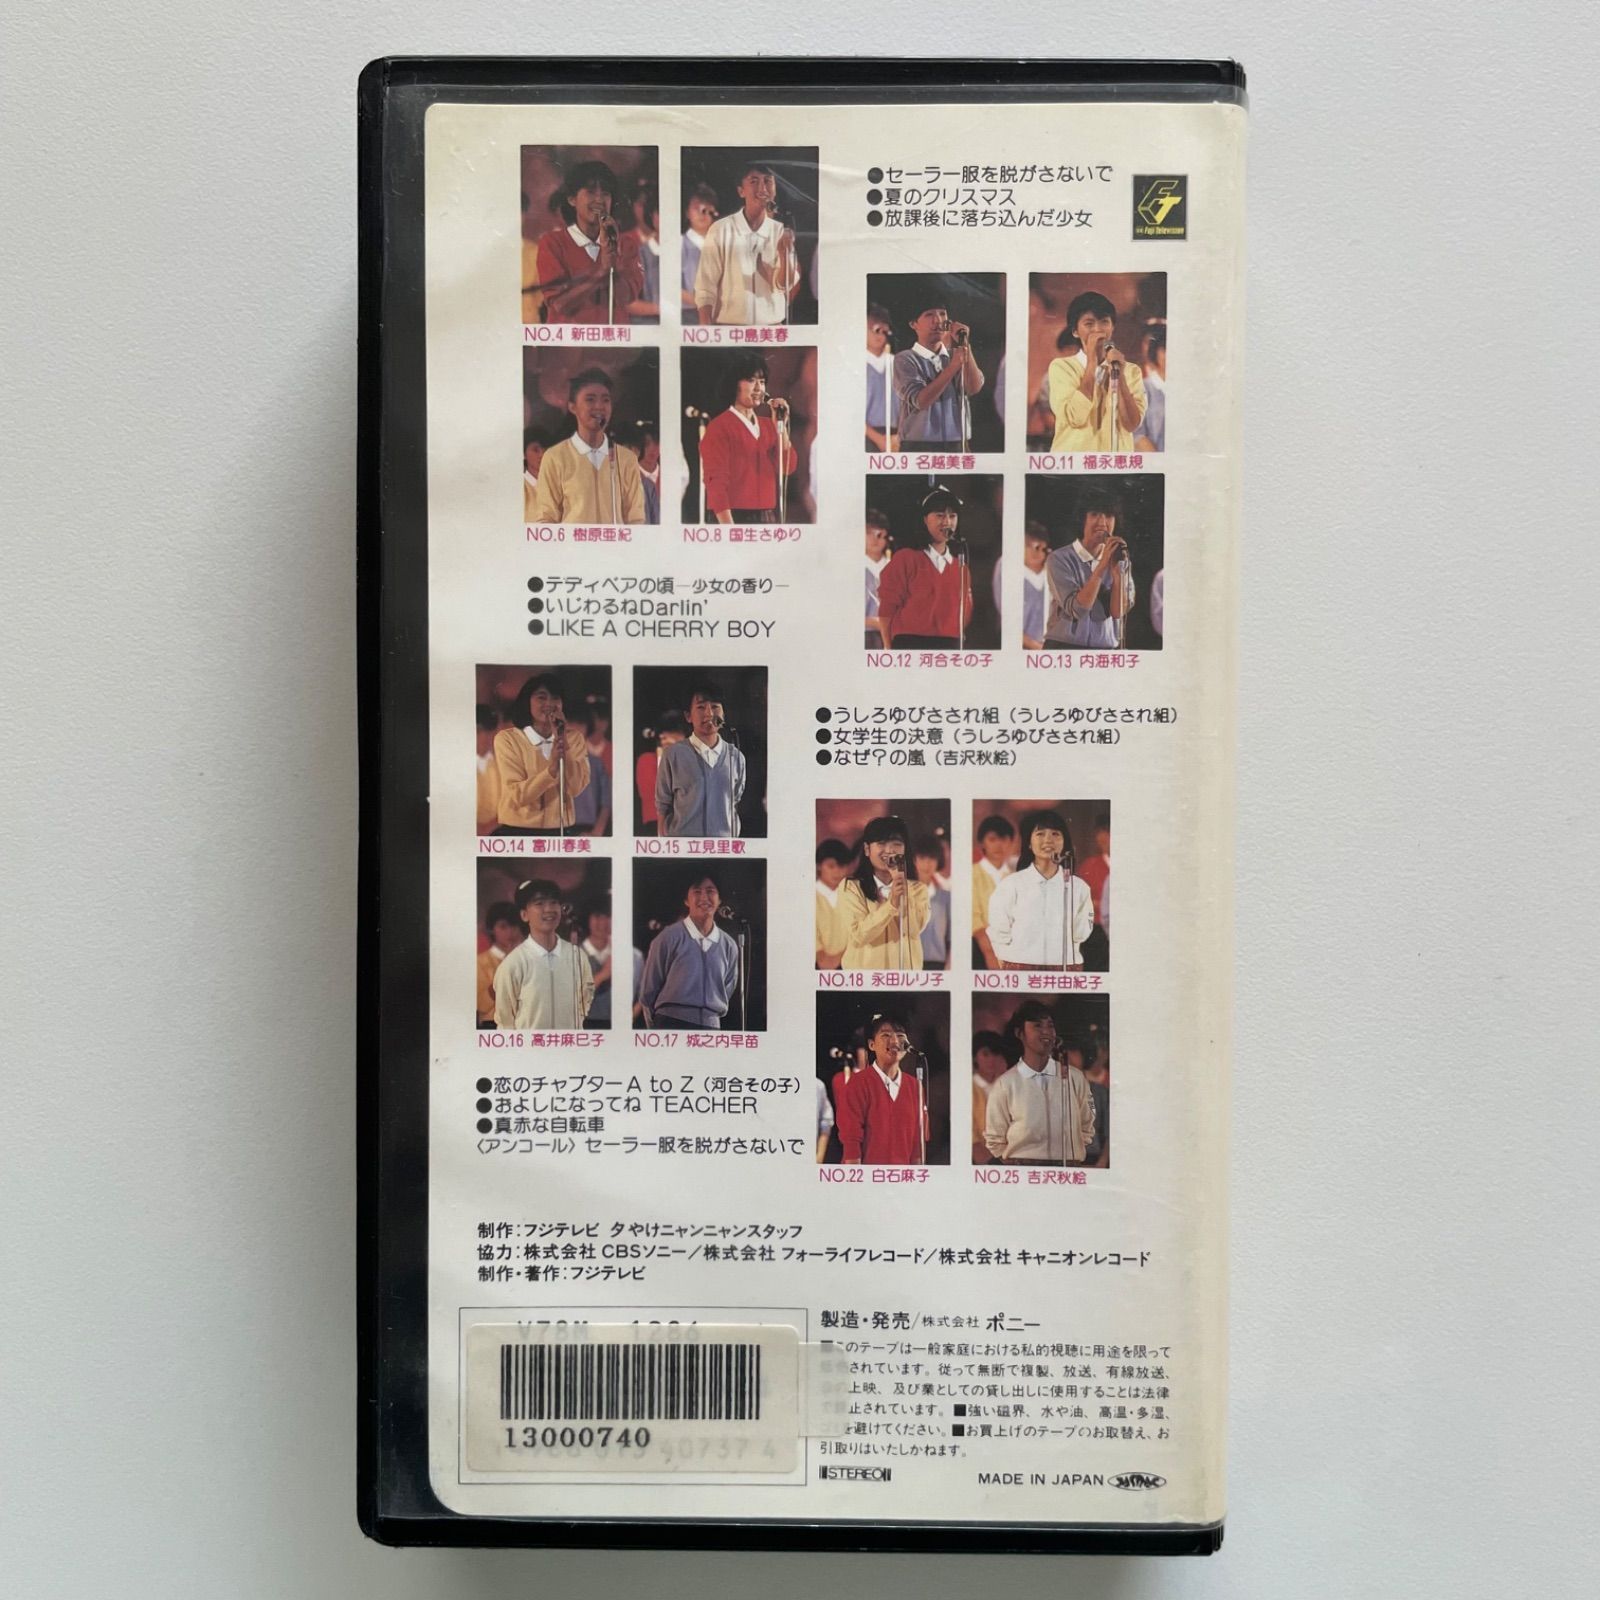 ●セーラー服を脱がさないで
●夏のクリスマス
●放課後に落ち込んだ少女
Fuji Television
NO.4 新田恵利
NO.5 中島美春
NO.6 樹原亜紀
NO.8 国生さゆり
NO.9 名越美香
NO.11 福永恵規
NO.12 河合その子
NO.13 内海和子
●テディベアの頃—少女の香り—
●いじわるねDarlin'
●LIKE A CHERRY BOY
●うしろゆびさされ組(うしろゆびさされ組)
●女学生の決意(うしろゆびさされ組)
●なぜ?の嵐(吉沢秋絵)
NO.14 富川春美
NO.15 立見里歌
NO.16 高井麻巳子
NO.17 城之内早苗
NO.18 永田ルリ子
NO.19 岩井由紀子
NO.22 白石麻子
NO.25 吉沢秋絵
●恋のチャプターA to Z(河合その子)
●およしになってね TEACHER
●真赤な自転車
〈アンコール〉セーラー服を脱がさないで
制作:フジテレビ 夕やけニャンニャンスタッフ
協力:株式会社 CBSソニー/株式会社 フォーライフレコード/株式会社 キャニオンレコード
制作・著作:フジテレビ
V78M 1286
13000740
製造・発売/株式会社 ポニー
■このテープは一般家庭における私的視聴に用途を限って
されています。従って無断で複製、放送、有線放送、
上映、及び業としての貸し出しに使用することは法律
止されています。■強い磁界、水や油、高温・多湿、
を避けてください。■お買上げのテープのお取替え、お
引取りはいたしかねます。
STEREO
MADE IN JAPAN